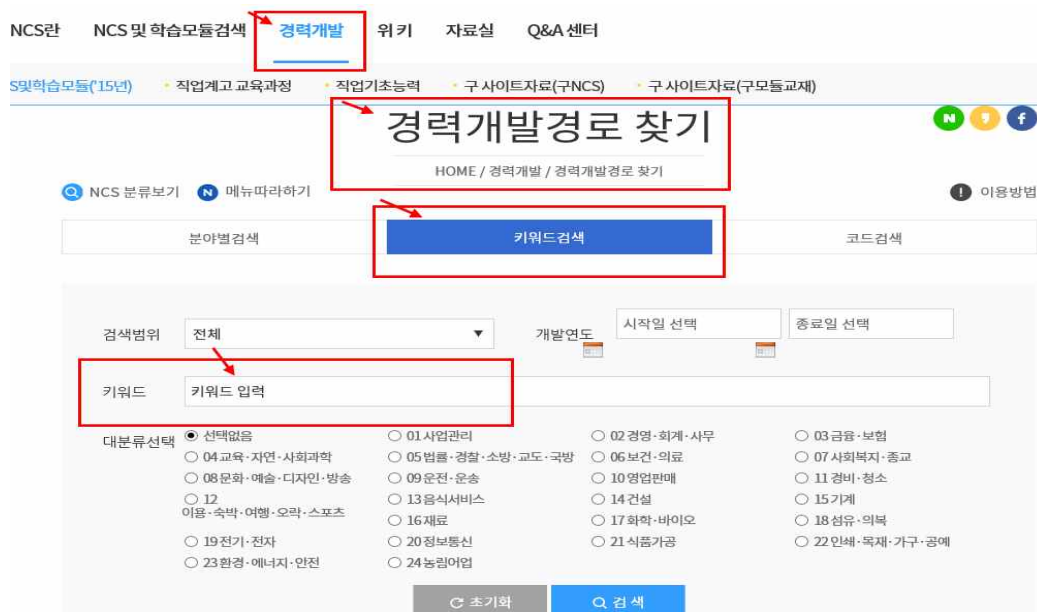 NCS란 NCS 및 학습모듈검색 경력개발 위키 자료실 Q&A 센터
S및학습모듈('15년) 직업계고 교육과정 직업기초능력 구 사이트자료(구NCS) 구 사이트자료(구모듈교재)
경력개발경로 찾기
HOME / 경력개발 / 경력개발경로 찾기
NCS 분류보기 N 메뉴따라하기 이용방법
분야별검색 키워드검색 코드검색
검색범위 전체 개발연도 시작일 선택 종료일 선택
키워드 키워드 입력
대분류선택 선택없음 01 사업관리 02 경영·회계·사무 03 금융·보험
04 교육·자연·사회과학 05 법률·경찰·소방·교도·국방 06 보건·의료 07 사회복지·종교
08 문화·예술·디자인·방송 09 운전·운송 10 영업판매 11 경비·청소
12 이용·숙박·여행·오락·스포츠 13 음식서비스 14 건설 15 기계
16 재료 17 화학·바이오 18 섬유·의복
19 전기·전자 20 정보통신 21 식품가공 22 인쇄·목재·가구·공예
23 환경·에너지·안전 24 농림어업
초기화 검색